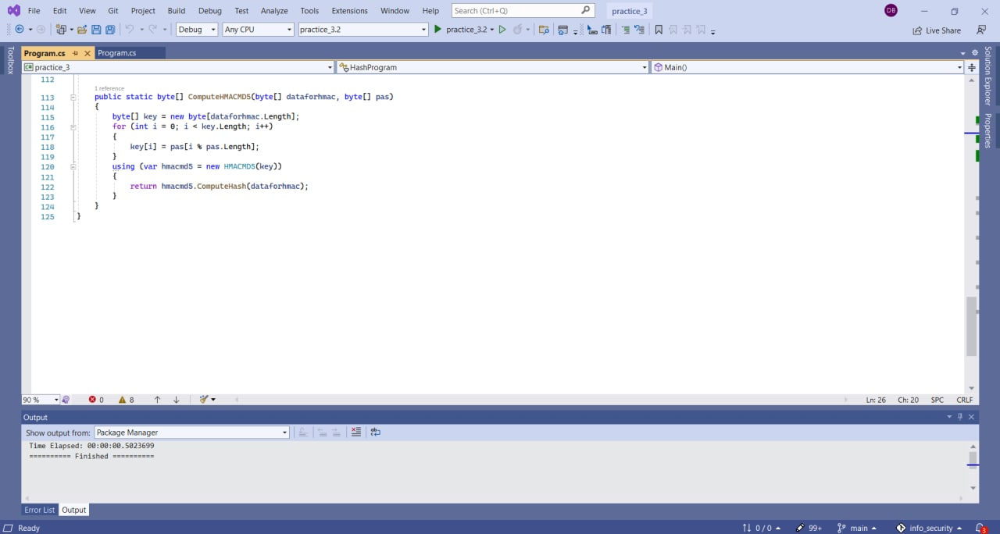 File Edit View Git Project Build Debug Test Analyze Tools Extensions Window Help Search (Ctrl+Q) practice_3 DB
Debug Any CPU practice_3.2 practice_3.2 Live Share
Toolbox
Program.cs Program.cs
practice_3 HashProgram Main()
112
1 reference
113 public static byte[] ComputeHMACMD5(byte[] dataforhmac, byte[] pas)
114 {
115 byte[] key = new byte[dataforhmac.Length];
116 for (int i = 0; i < key.Length; i++)
117 {
118 key[i] = pas[i % pas.Length];
119 }
120 using (var hmacmd5 = new HMACMD5(key))
121 {
122 return hmacmd5.ComputeHash(dataforhmac);
123 }
124 }
125 }
Solution Explorer
Properties
90 % 0 8 Ln: 26 Ch: 20 SPC CRLF
Output
Show output from: Package Manager
Time Elapsed: 00:00:00.5023699
========== Finished ==========
Error List Output
Ready 0 / 0 99+ main info_security 3